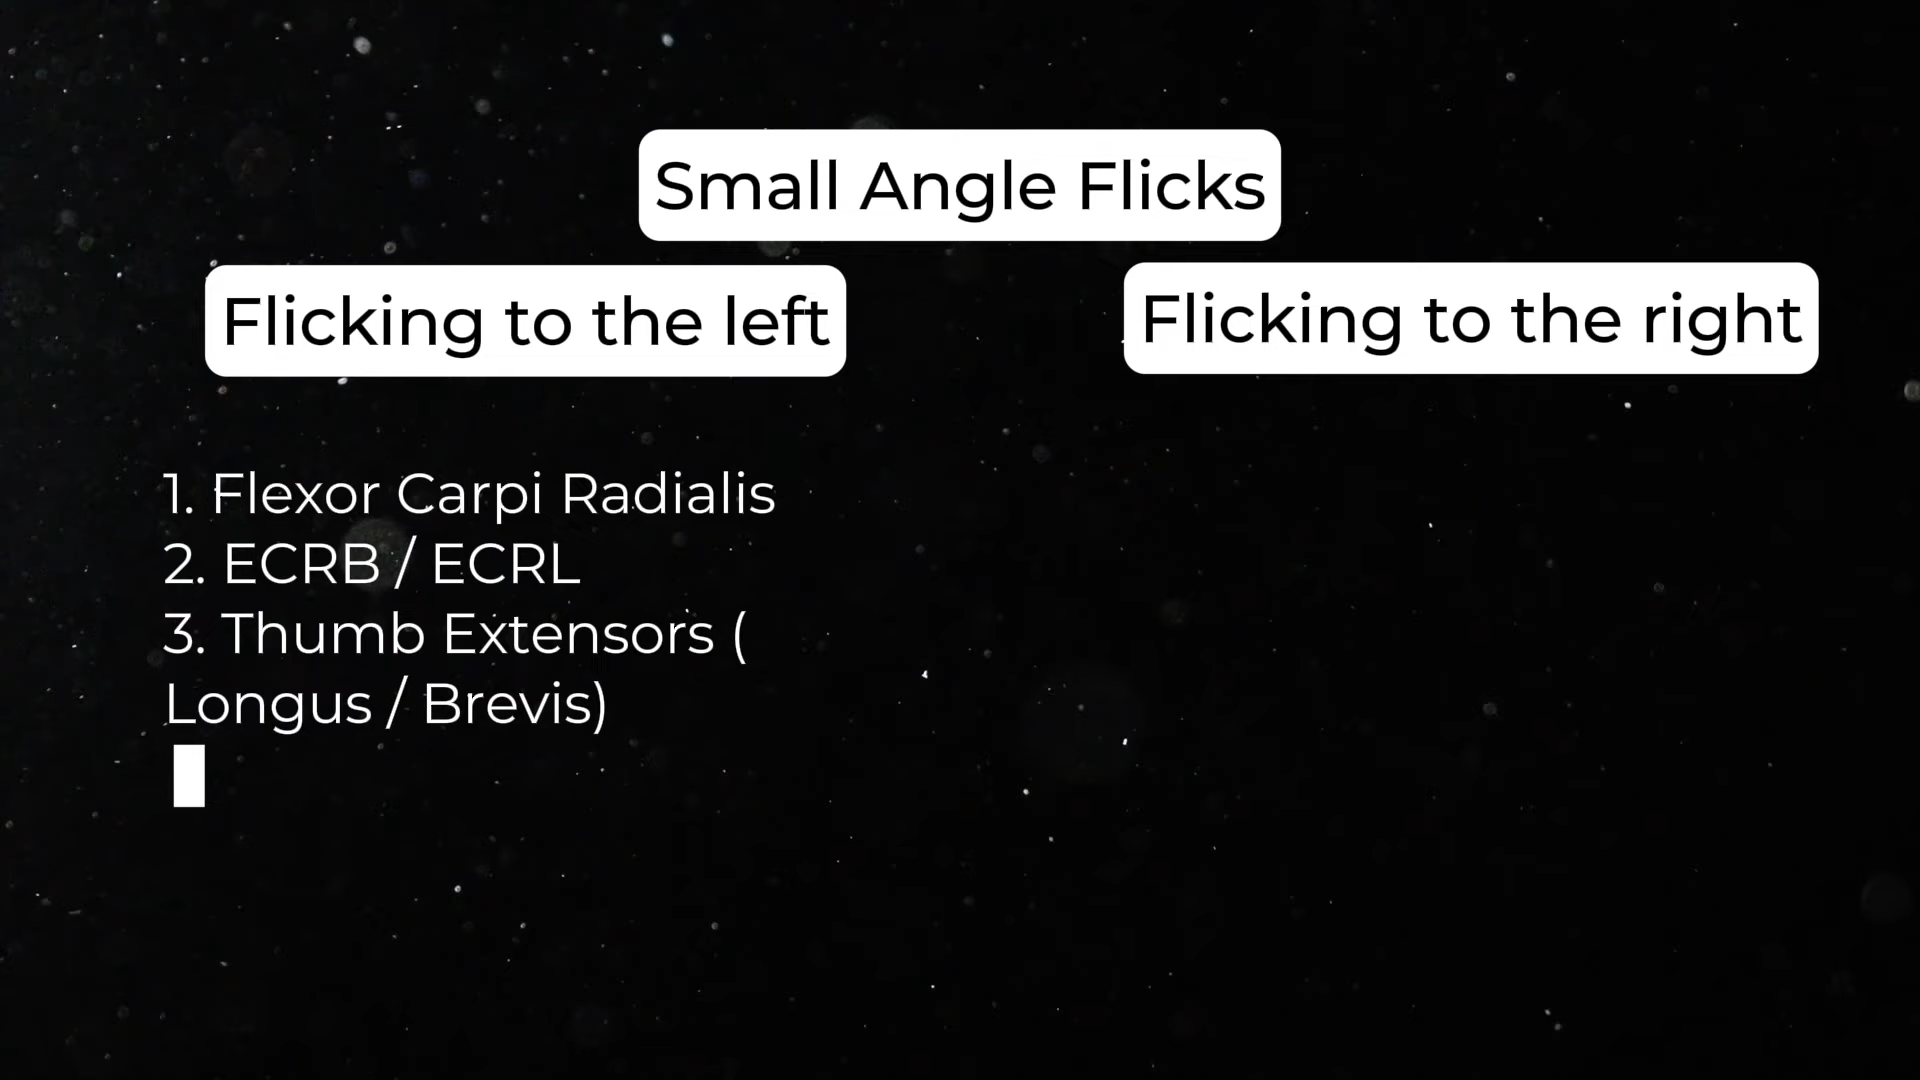 Small Angle Flicks
Flicking to the left
Flicking to the right
1. Flexor Carpi Radialis
2. ECRB / ECRL
3. Thumb Extensors (
Longus / Brevis)